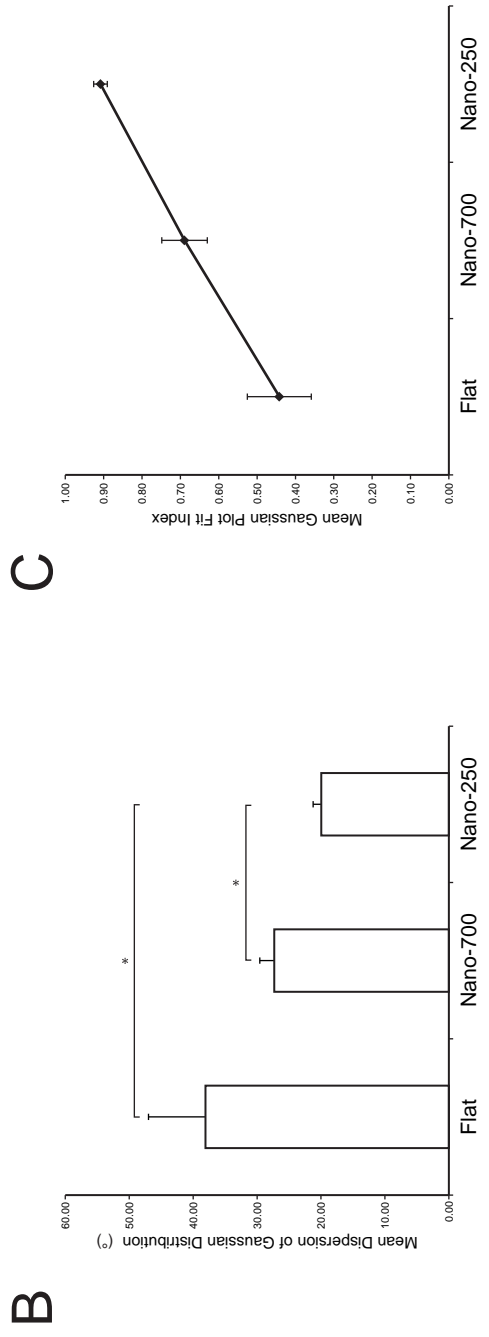 B
Mean Dispersion of Gaussian Distribution (°)
60.00
50.00
40.00
30.00
20.00
10.00
0.00
*
*
Flat
Nano-700
Nano-250
C
Mean Gaussian Plot Fit Index
1.00
0.90
0.80
0.70
0.60
0.50
0.40
0.30
0.20
0.10
0.00
Flat
Nano-700
Nano-250